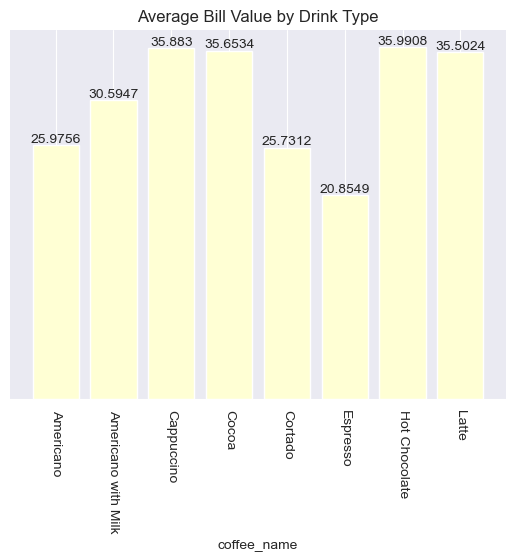 Average Bill Value by Drink Type
25.9756
30.5947
35.883
35.6534
25.7312
20.8549
35.9908
35.5024
Americano
Americano with Milk
Cappuccino
Cocoa
Cortado
Espresso
Hot Chocolate
Latte
coffee_name